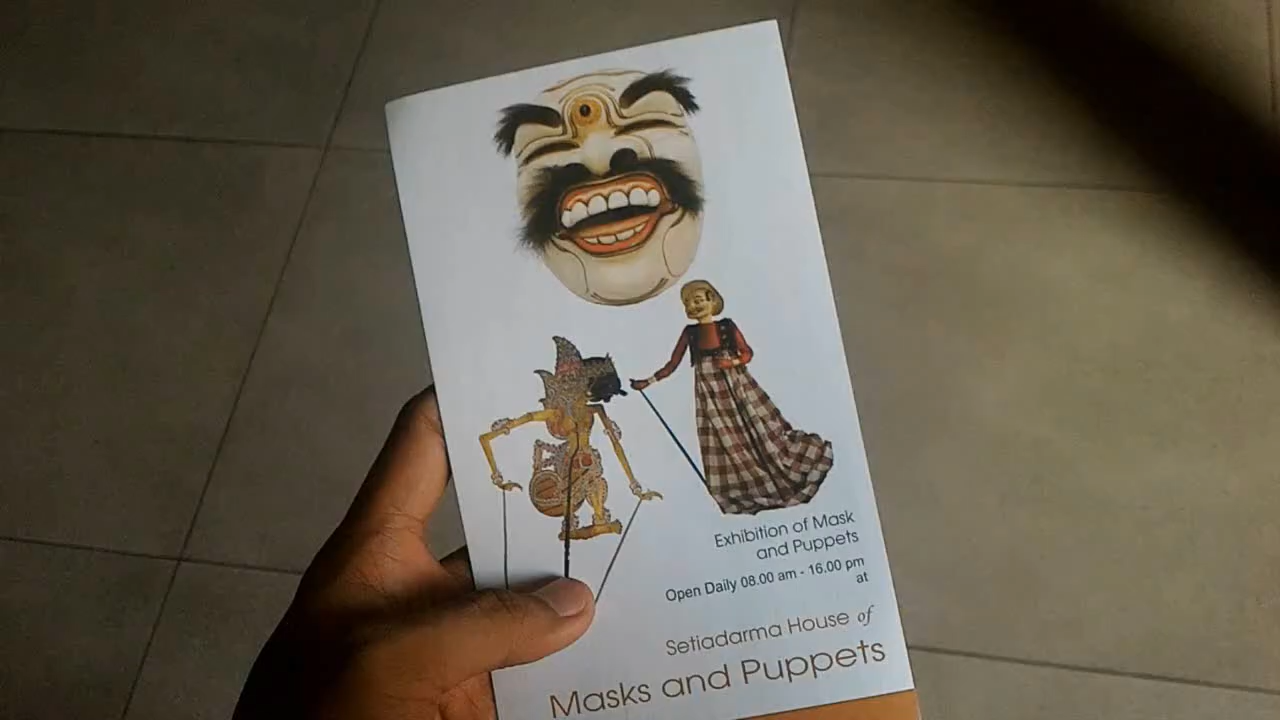 Exhibition of Mask
and Puppets
Open Daily 08.00 am - 16.00 pm
at
Setiadarma House of
Masks and Puppets